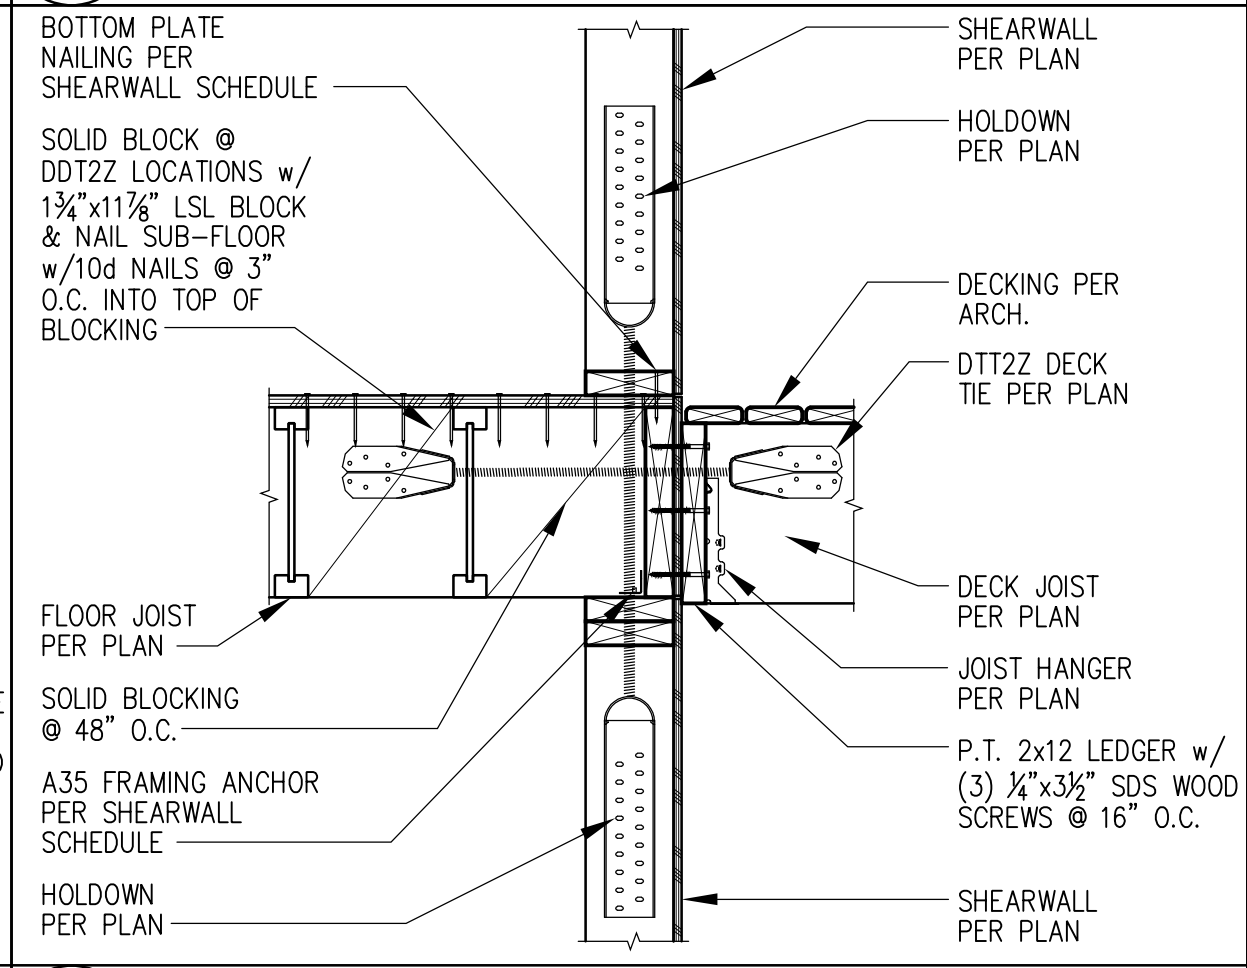 BOTTOM PLATE
NAILING PER
SHEARWALL SCHEDULE
SOLID BLOCK @
DDT2Z LOCATIONS w/
1¾"x11⅞" LSL BLOCK
& NAIL SUB-FLOOR
w/10d NAILS @ 3"
O.C. INTO TOP OF
BLOCKING
FLOOR JOIST
PER PLAN
SOLID BLOCKING
@ 48" O.C.
A35 FRAMING ANCHOR
PER SHEARWALL
SCHEDULE
HOLDOWN
PER PLAN
SHEARWALL
PER PLAN
HOLDOWN
PER PLAN
DECKING PER
ARCH.
DTT2Z DECK
TIE PER PLAN
DECK JOIST
PER PLAN
JOIST HANGER
PER PLAN
P.T. 2x12 LEDGER w/
(3) ¼"x3½" SDS WOOD
SCREWS @ 16" O.C.
SHEARWALL
PER PLAN